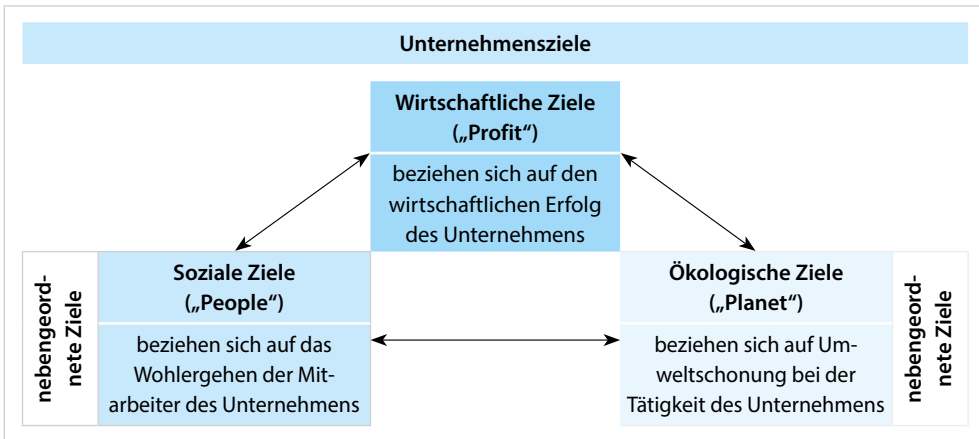 Unternehmensziele
Wirtschaftliche Ziele
(„Profit“)
beziehen sich auf den
wirtschaftlichen Erfolg
des Unternehmens
nebengeord-
nete Ziele
Soziale Ziele
(„People“)
beziehen sich auf das
Wohlergehen der Mit-
arbeiter des Unternehmens
Ökologische Ziele
(„Planet“)
beziehen sich auf Um-
weltschonung bei der
Tätigkeit des Unternehmens
nebengeord-
nete Ziele